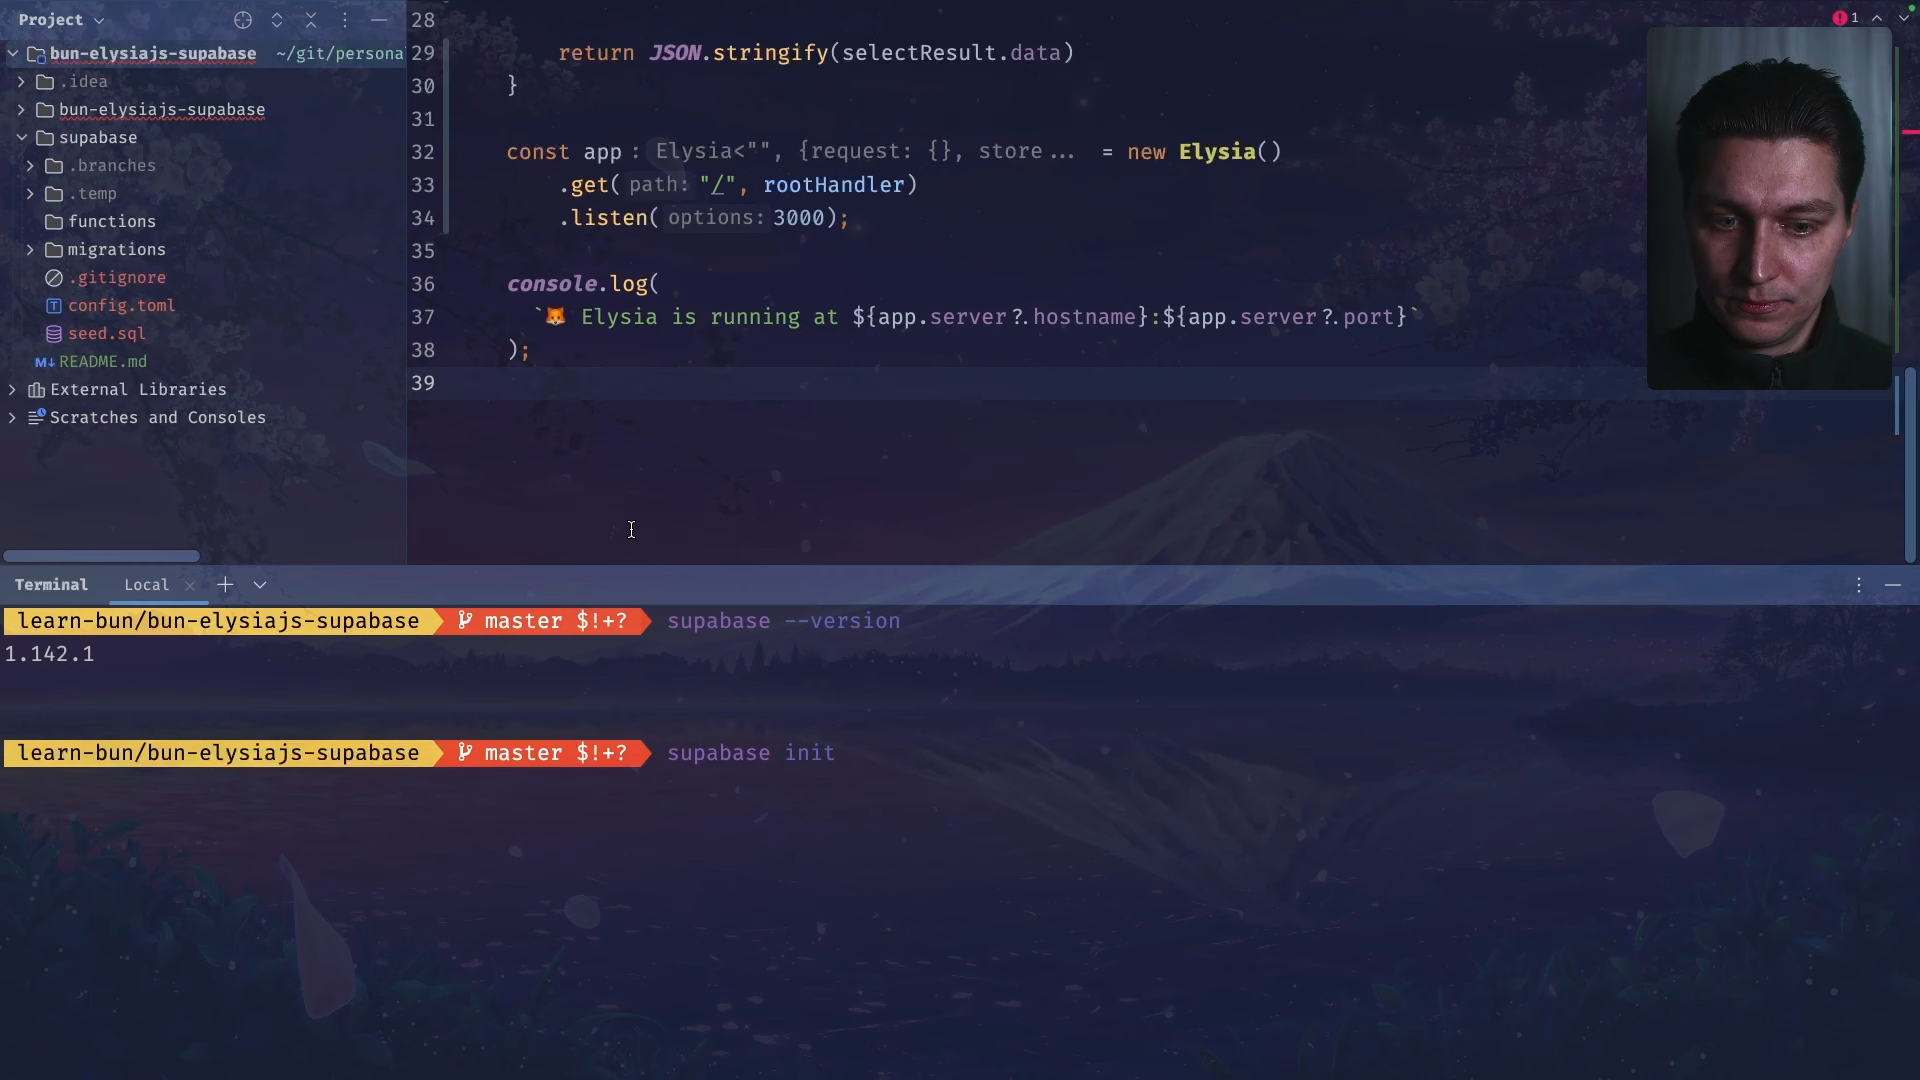 Project
bun-elysiajs-supabase ~/git/persona
.idea
bun-elysiajs-supabase
supabase
.branches
.temp
functions
migrations
.gitignore
config.toml
seed.sql
README.md
External Libraries
Scratches and Consoles
28
29 return JSON.stringify(selectResult.data)
30 }
31
32 const app : Elysia<"", {request: {}, store... = new Elysia()
33 .get( path: "/", rootHandler)
34 .listen( options: 3000);
35
36 console.log(
37 `🦊 Elysia is running at ${app.server?.hostname}:${app.server?.port}`
38 );
39
1
Terminal Local
learn-bun/bun-elysiajs-supabase master $!+? supabase --version
1.142.1
learn-bun/bun-elysiajs-supabase master $!+? supabase init